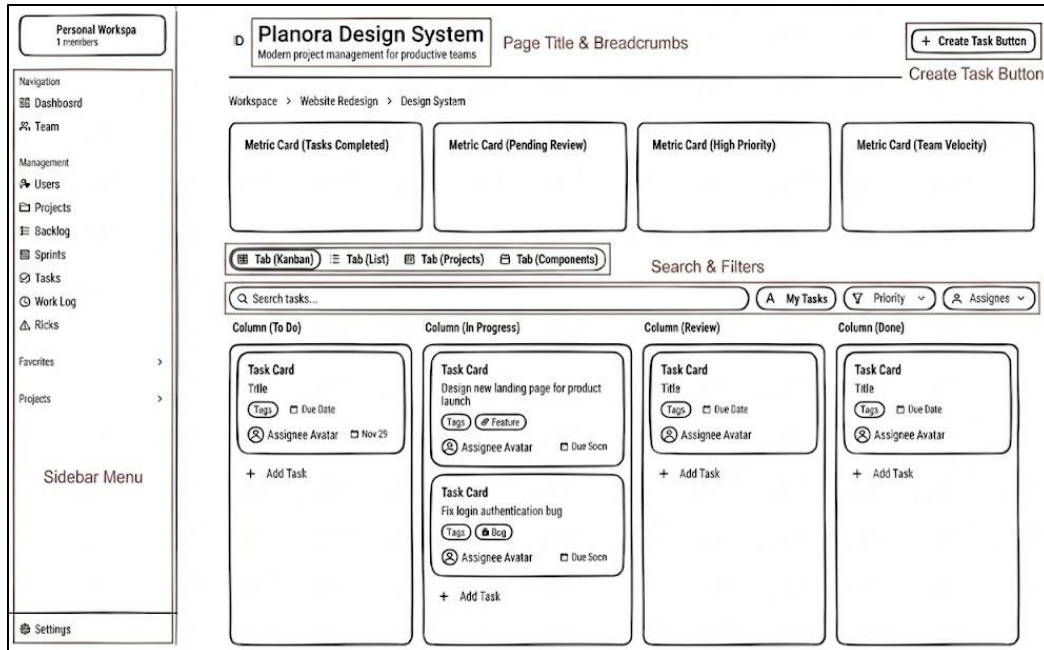 Personal Workspa
1 members
Navigation
Dashbosrd
Team
Management
Users
Projects
Backlog
Sprints
Tasks
Work Log
Ricks
Favcrites >
Projects >
Sidebar Menu
Settings
D Planora Design System
Modern project management for productive teams
Page Title & Breadcrumbs
+ Create Task Buttcn
Create Task Button
Workspace > Website Redesign > Design System
Metric Card (Tasks Completed)
Metric Card (Pending Review)
Metric Card (High Priority)
Metric Card (Team Velocity)
Tab (Kanban)
Tab (List)
Tab (Projects)
Tab (Components)
Search & Filters
Serrch tasks...
A My Tasks
Priority
Assignes
Column (To Do)
Task Card
Title
Tags Due Date
Assignee Avatar Nov 29
+ Add Task
Column (In Progress)
Task Card
Design new landing page for product
launch
Tags Feature
Assignee Avatar Due Socn
Task Card
Fix login authentication bug
Tags Bcg
Assignee Avatar Due Socn
+ Add Task
Column (Review)
Task Card
Title
Tags Due Date
Assignee Avatar
+ Add Task
Column (Done)
Task Card
Title
Tags Due Date
Assignee Avatar
+ Add Task